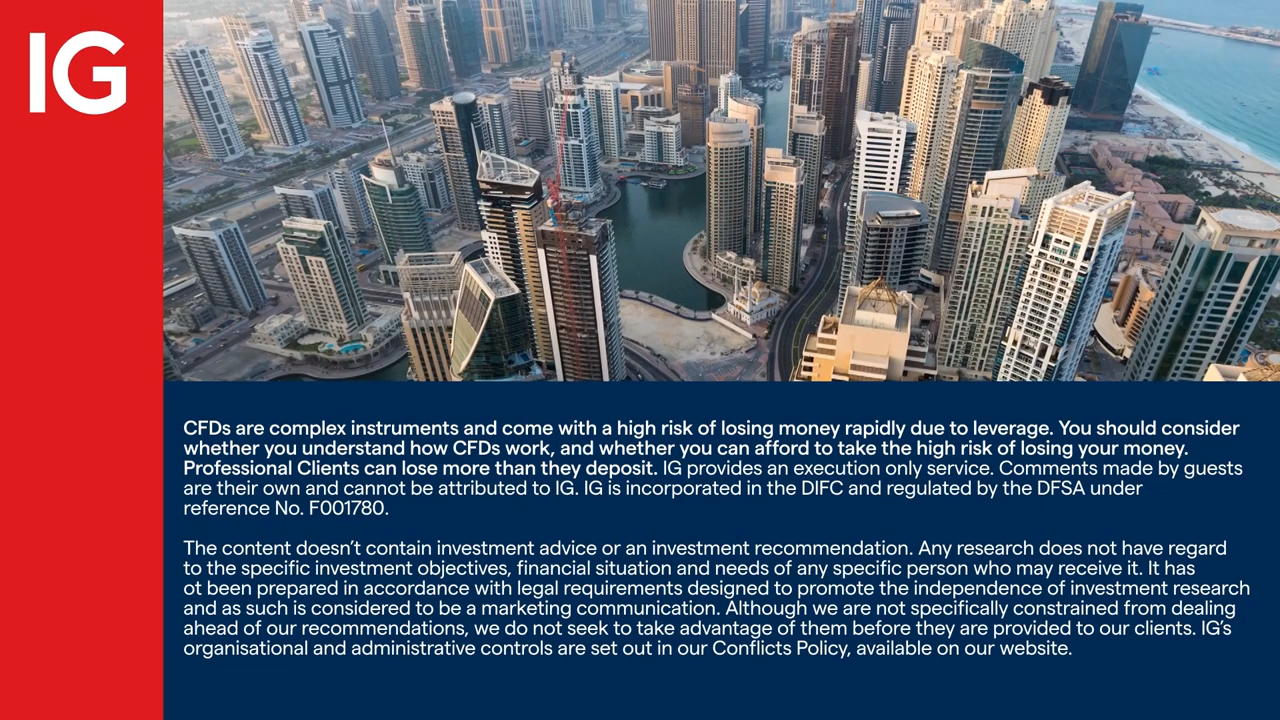 IG
CFDs are complex instruments and come with a high risk of losing money rapidly due to leverage. You should consider
whether you understand how CFDs work, and whether you can afford to take the high risk of losing your money.
Professional Clients can lose more than they deposit. IG provides an execution only service. Comments made by guests
are their own and cannot be attributed to IG. IG is incorporated in the DIFC and regulated by the DFSA under
reference No. F001780.
The content doesn’t contain investment advice or an investment recommendation. Any research does not have regard
to the specific investment objectives, financial situation and needs of any specific person who may receive it. It has
ot been prepared in accordance with legal requirements designed to promote the independence of investment research
and as such is considered to be a marketing communication. Although we are not specifically constrained from dealing
ahead of our recommendations, we do not seek to take advantage of them before they are provided to our clients. IG’s
organisational and administrative controls are set out in our Conflicts Policy, available on our website.